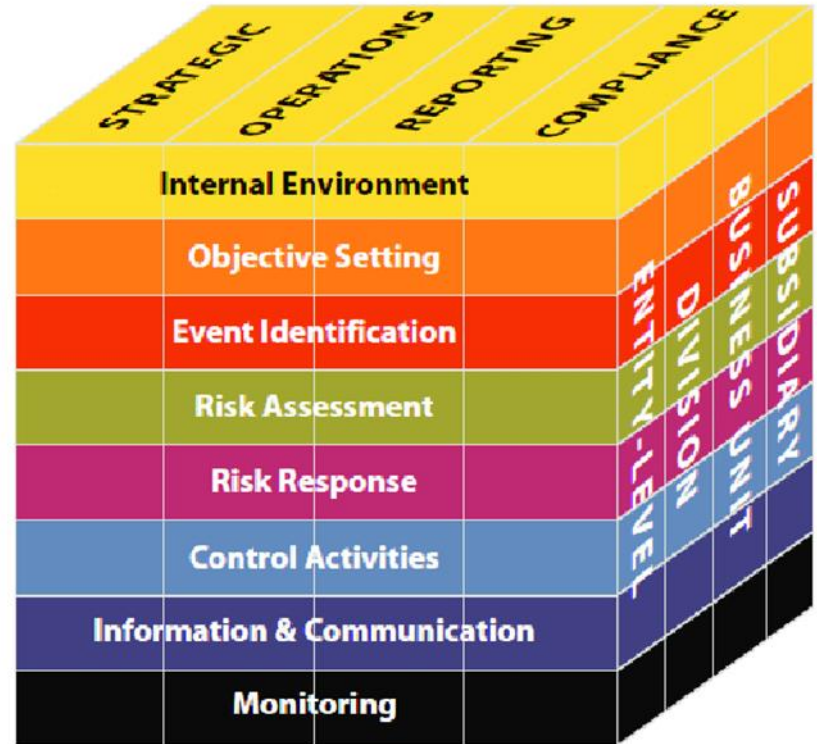 STRATEGIC
OPERATIONS
REPORTING
COMPLIANCE
Internal Environment
Objective Setting
Event Identification
Risk Assessment
Risk Response
Control Activities
Information & Communication
Monitoring
ENTITY-LEVEL
DIVISION
BUSINESS UNIT
SUBSIDIARY